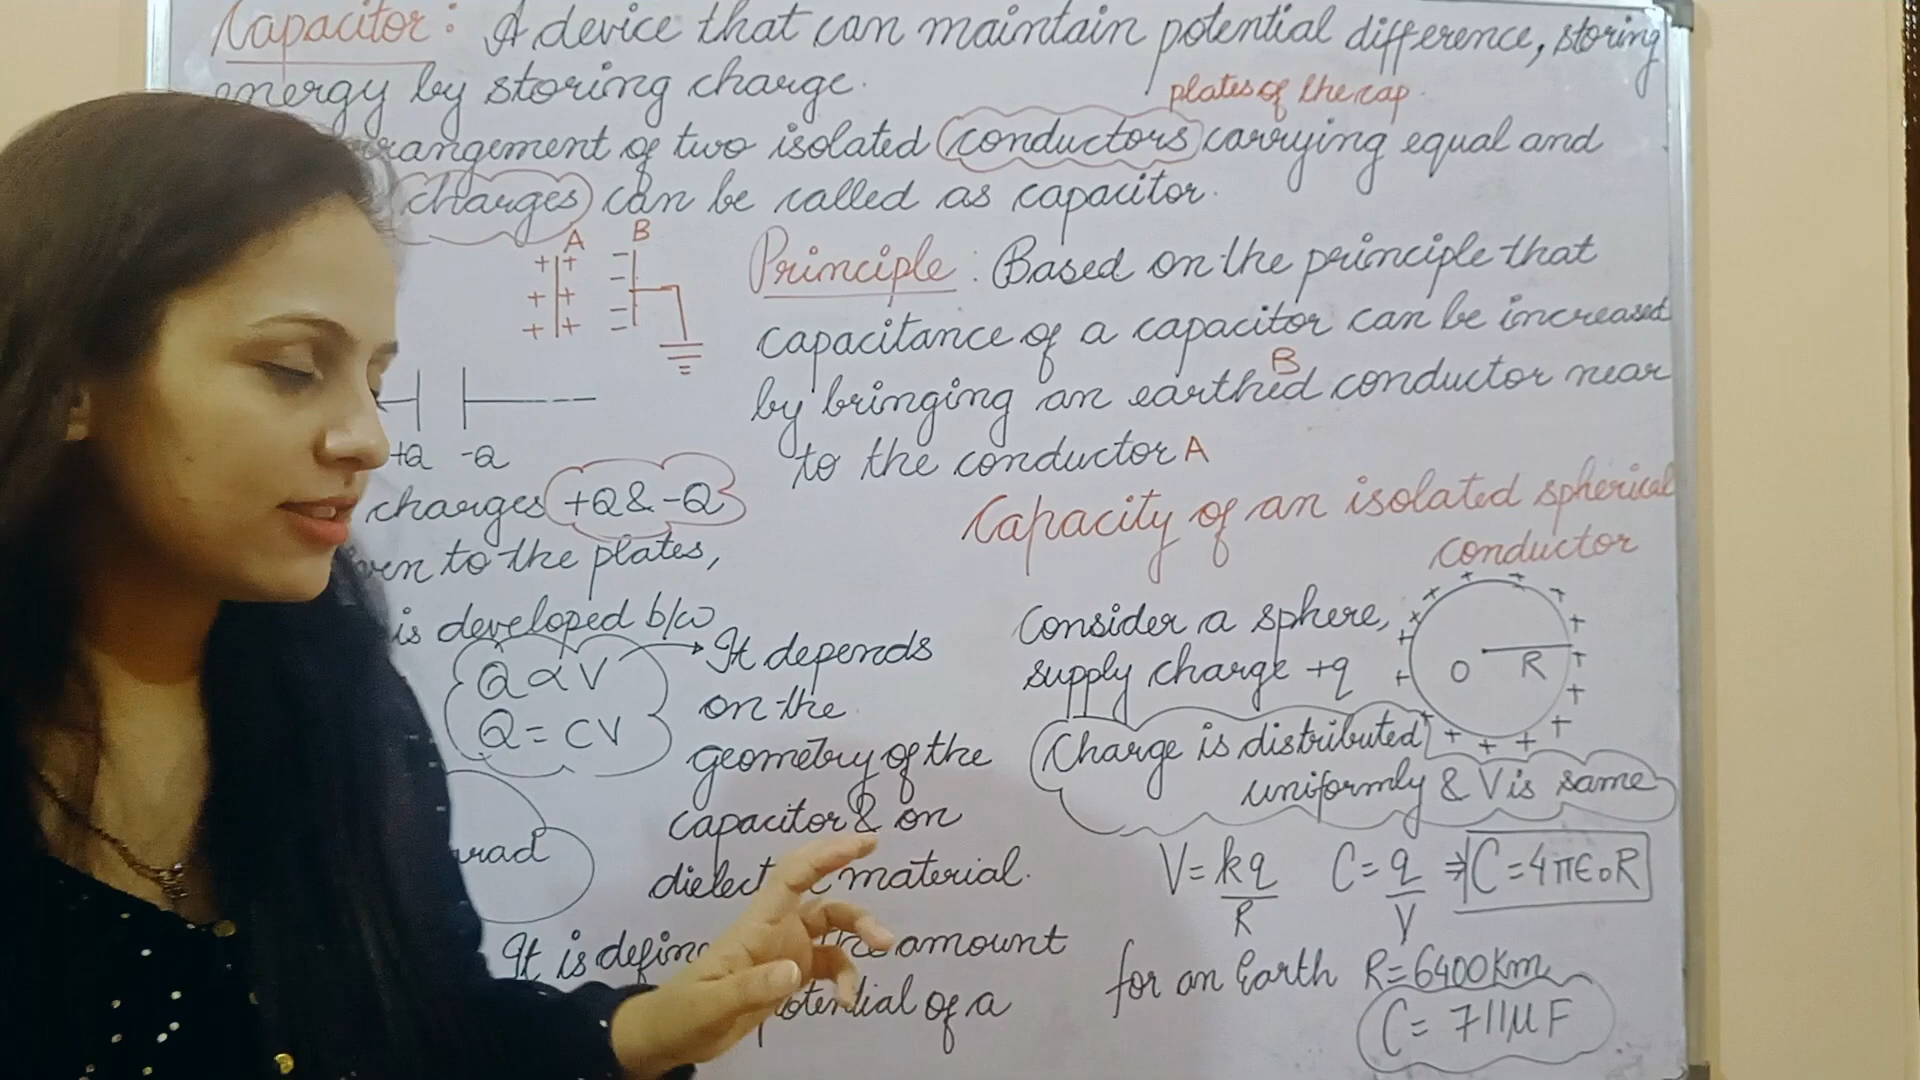 Capacitor: A device that can maintain potential difference, storing
energy by storing charge.
plates of the cap.
arrangement of two isolated conductors carrying equal and
charges can be called as capacitor.
A B
Principle: Based on the principle that
capacitance of a capacitor can be increased
B
by bringing an earthed conductor near
to the conductor A
+Q -Q
charges +Q & -Q
to the plates,
is developed b/w
Q ∝ V
Q = CV
It depends
on the
geometry of the
capacitor & on
material.
It is amount
of a
Capacity of an isolated spherical
conductor
Consider a sphere,
supply charge +q
O R
Charge is distributed
uniformly & V is same
V = kq/R C = q/V ⇒ C = 4π∈₀R
for an Earth R = 6400 Km
C = 711 μF